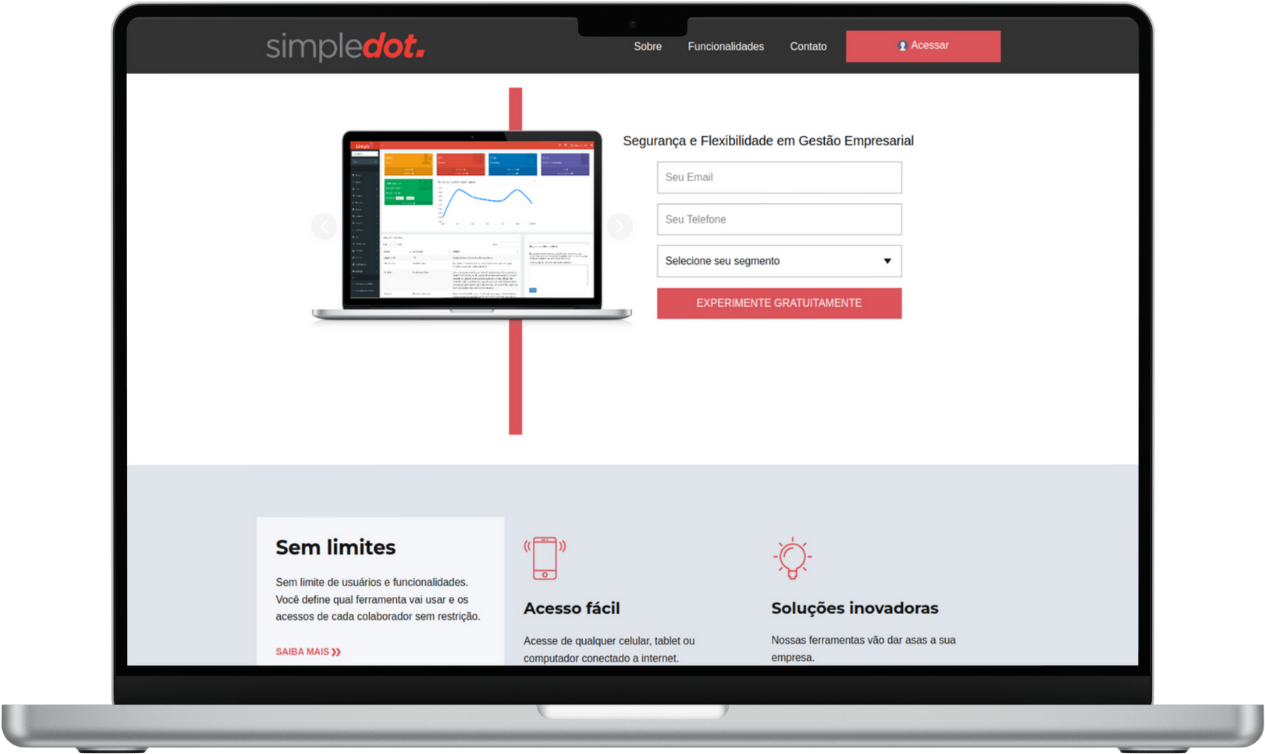 simpledot.
Sobre
Funcionalidades
Contato
Acessar
Segurança e Flexibilidade em Gestão Empresarial
Seu Email
Seu Telefone
Selecione seu segmento
EXPERIMENTE GRATUITAMENTE
Sem limites
Sem limite de usuários e funcionalidades.
Você define qual ferramenta vai usar e os
acessos de cada colaborador sem restrição.
SAIBA MAIS
Acesso fácil
Acesse de qualquer celular, tablet ou
computador conectado a internet.
Soluções inovadoras
Nossas ferramentas vão dar asas a sua
empresa.